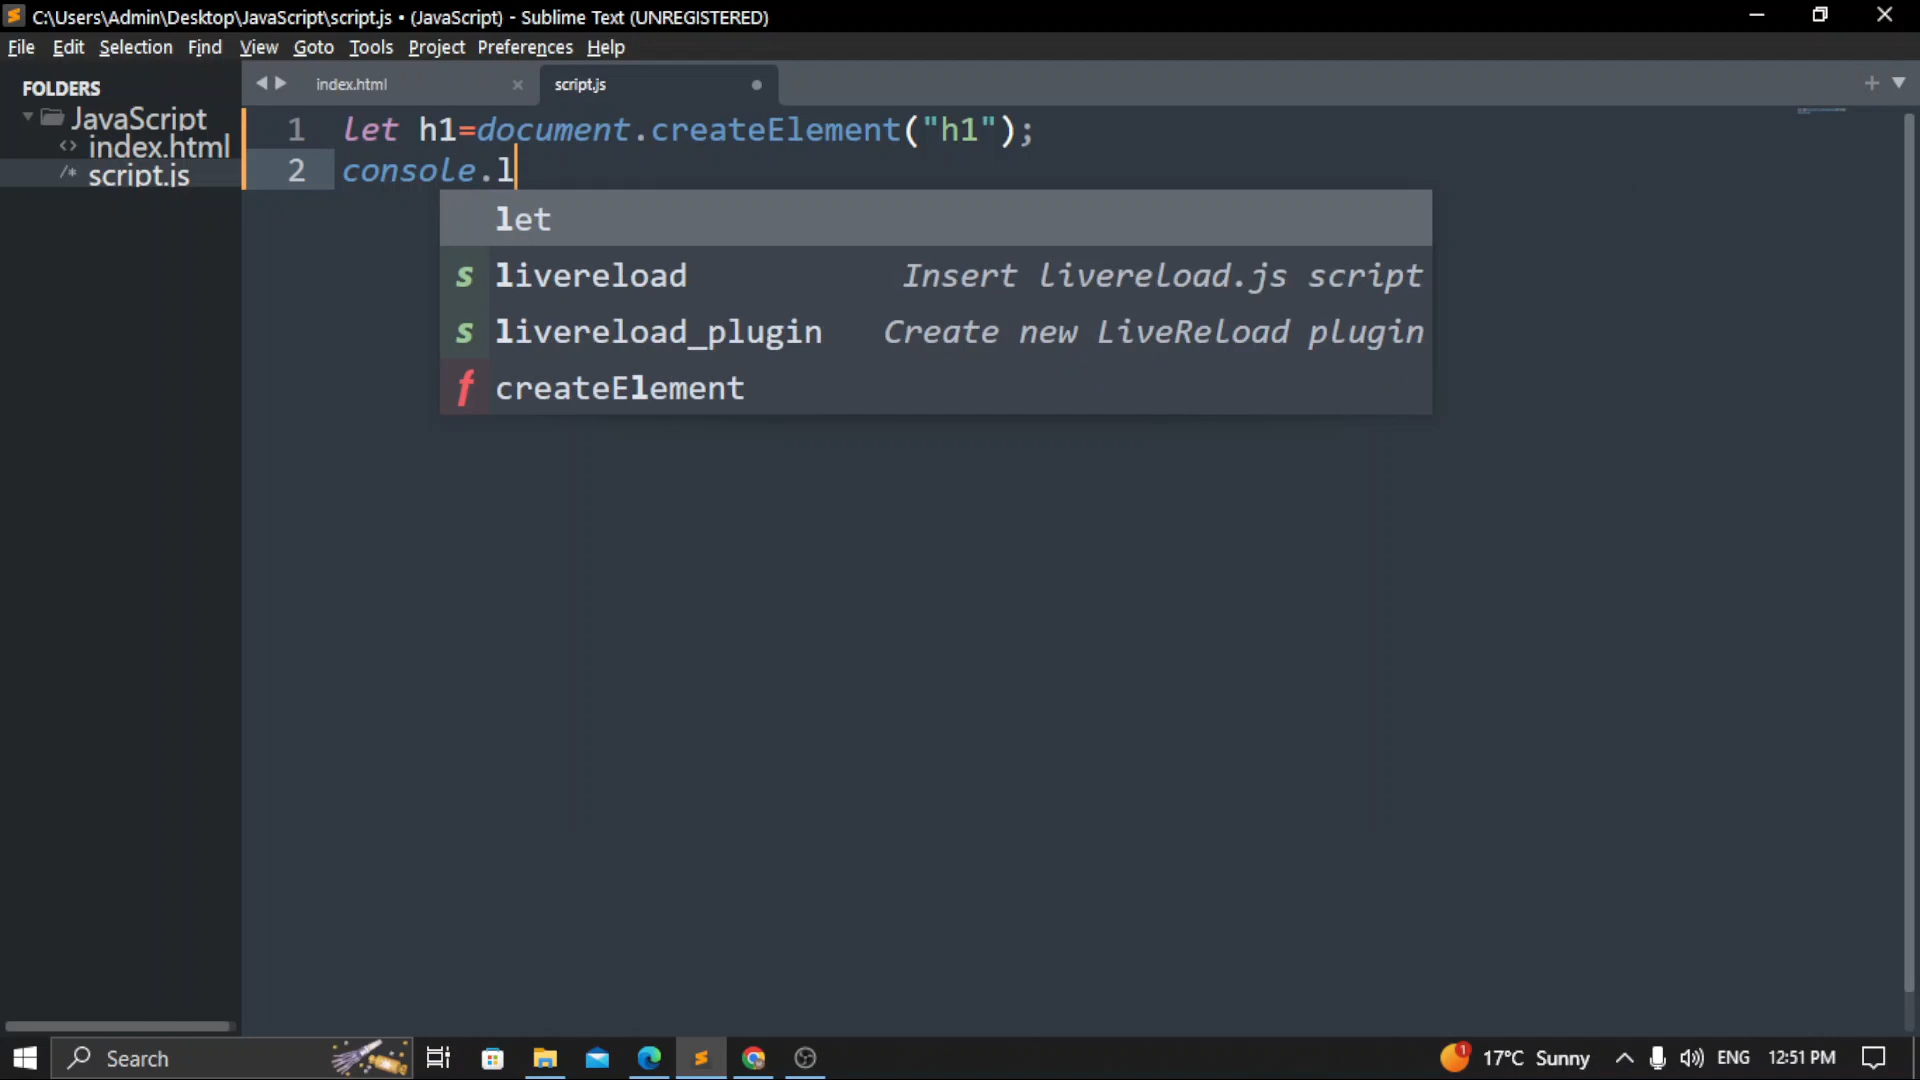 C:\Users\Admin\Desktop\JavaScript\script.js • (JavaScript) - Sublime Text (UNREGISTERED)
File Edit Selection Find View Goto Tools Project Preferences Help
FOLDERS
JavaScript
<> index.html
/* script.js
index.html × script.js
1 let h1=document.createElement("h1");
2 console.l
let
s livereload Insert livereload.js script
s livereload_plugin Create new LiveReload plugin
f createElement
Search
1 17°C Sunny ENG 12:51 PM